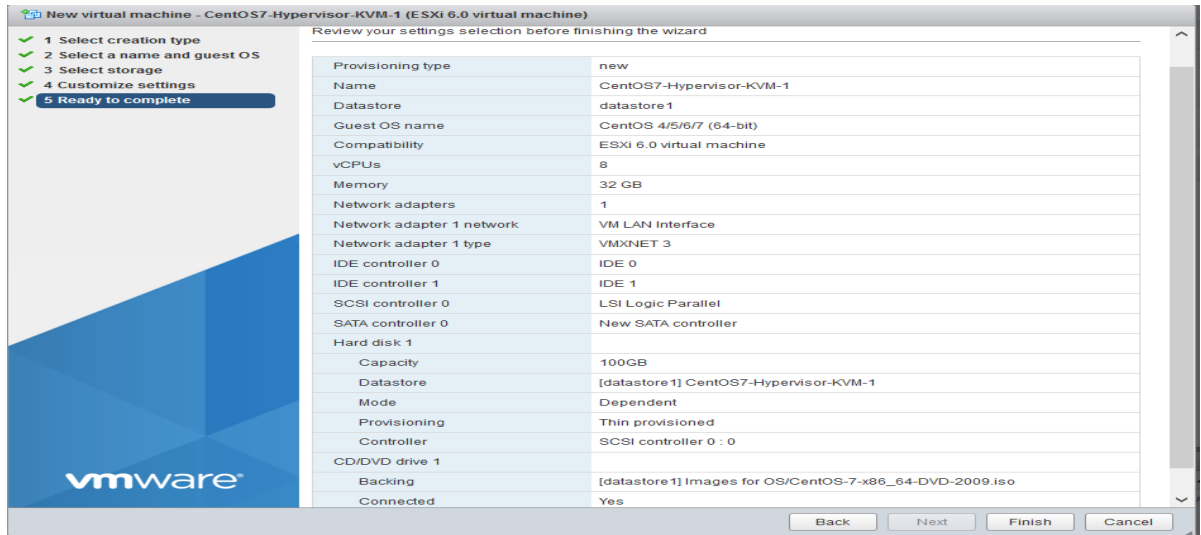 New virtual machine - CentOS7-Hypervisor-KVM-1 (ESXi 6.0 virtual machine)
1 Select creation type
2 Select a name and guest OS
3 Select storage
4 Customize settings
5 Ready to complete
Review your settings selection before finishing the wizard
Provisioning type new
Name CentOS7-Hypervisor-KVM-1
Datastore datastore1
Guest OS name CentOS 4/5/6/7 (64-bit)
Compatibility ESXi 6.0 virtual machine
vCPUs 8
Memory 32 GB
Network adapters 1
Network adapter 1 network VM LAN Interface
Network adapter 1 type VMXNET 3
IDE controller 0 IDE 0
IDE controller 1 IDE 1
SCSI controller 0 LSI Logic Parallel
SATA controller 0 New SATA controller
Hard disk 1
Capacity 100GB
Datastore [datastore1] CentOS7-Hypervisor-KVM-1
Mode Dependent
Provisioning Thin provisioned
Controller SCSI controller 0 : 0
CD/DVD drive 1
Backing [datastore1] Images for OS/CentOS-7-x86_64-DVD-2009.iso
Connected Yes
vmware®
Back Next Finish Cancel